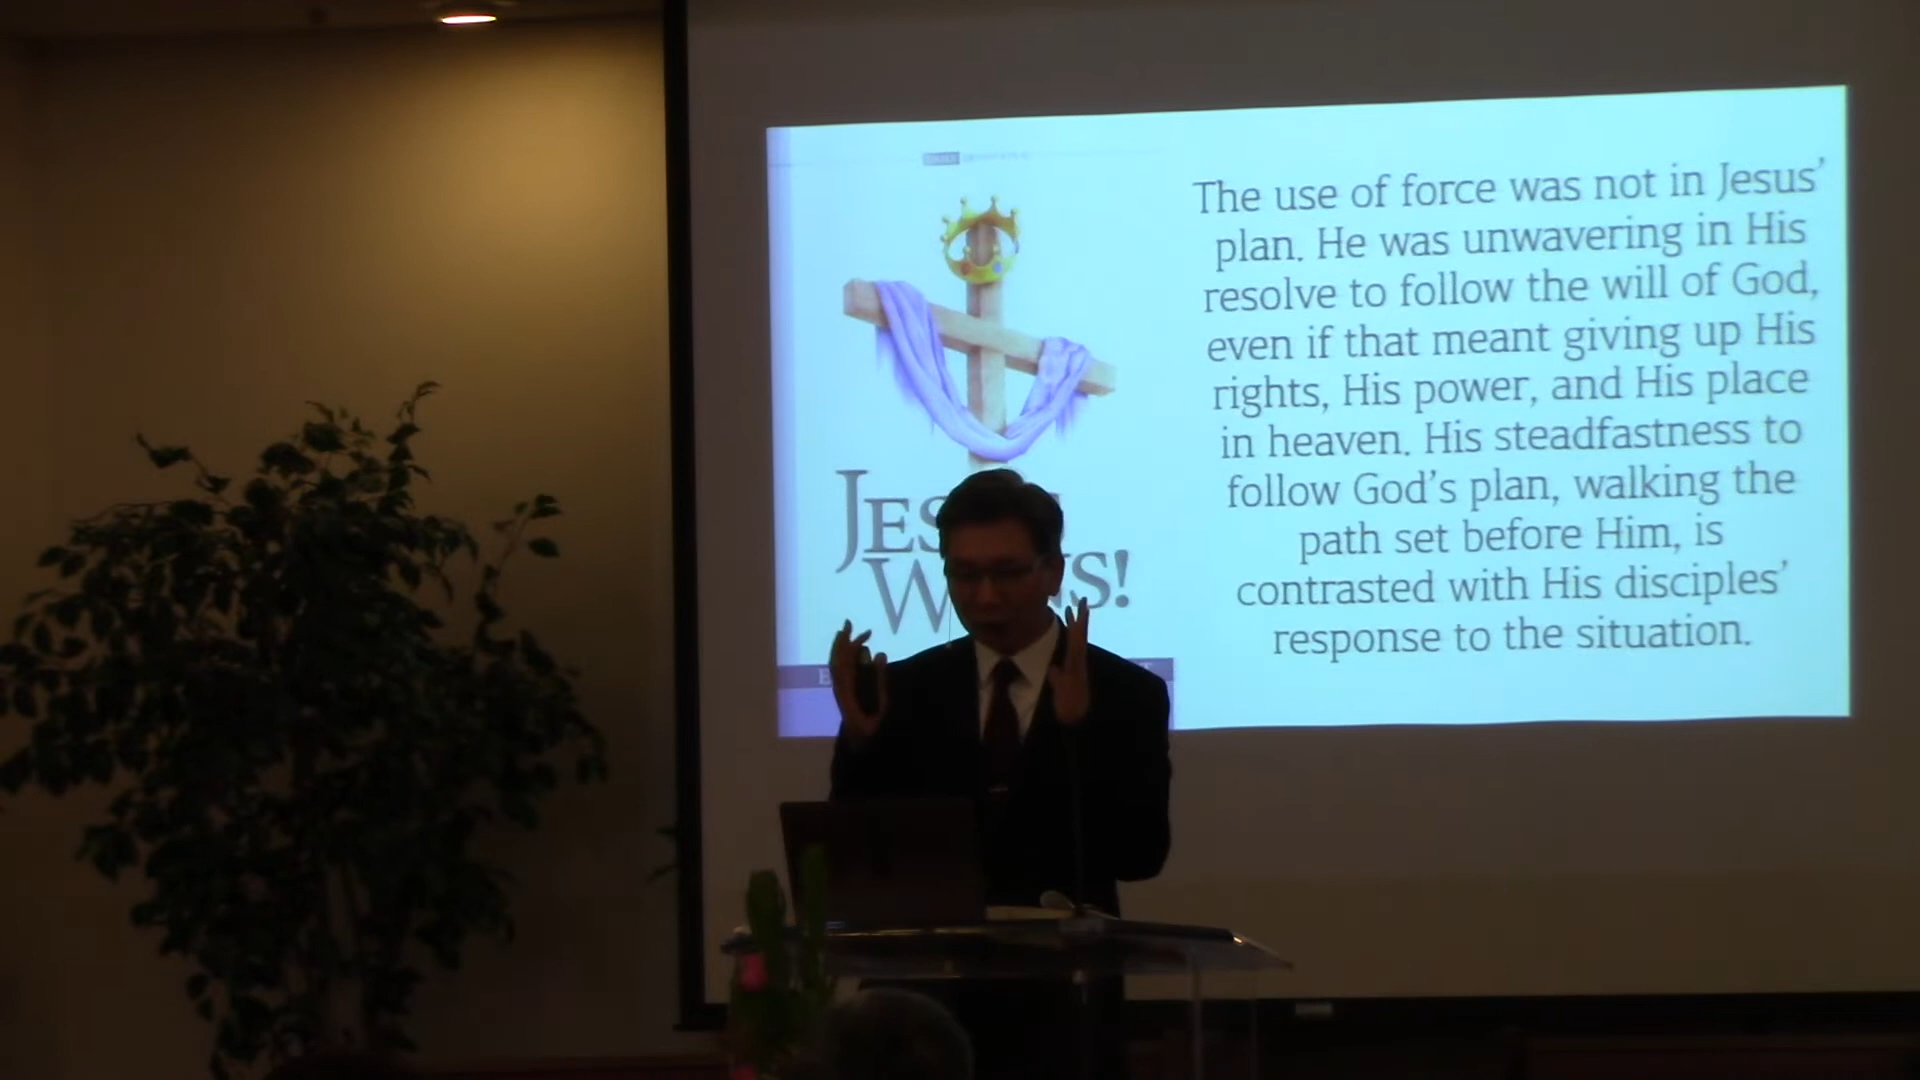 JES
W NS!
The use of force was not in Jesus'
plan. He was unwavering in His
resolve to follow the will of God,
even if that meant giving up His
rights, His power, and His place
in heaven. His steadfastness to
follow God's plan, walking the
path set before Him, is
contrasted with His disciples'
response to the situation.